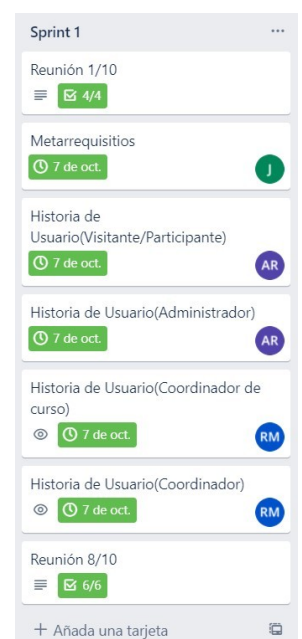 Sprint 1
Reunión 1/10
4/4
Metarrequisitios
7 de oct.
J
Historia de
Usuario(Visitante/Participante)
7 de oct.
AR
Historia de Usuario(Administrador)
7 de oct.
AR
Historia de Usuario(Coordinador de
curso)
7 de oct.
RM
Historia de Usuario(Coordinador)
7 de oct.
RM
Reunión 8/10
6/6
+ Añada una tarjeta